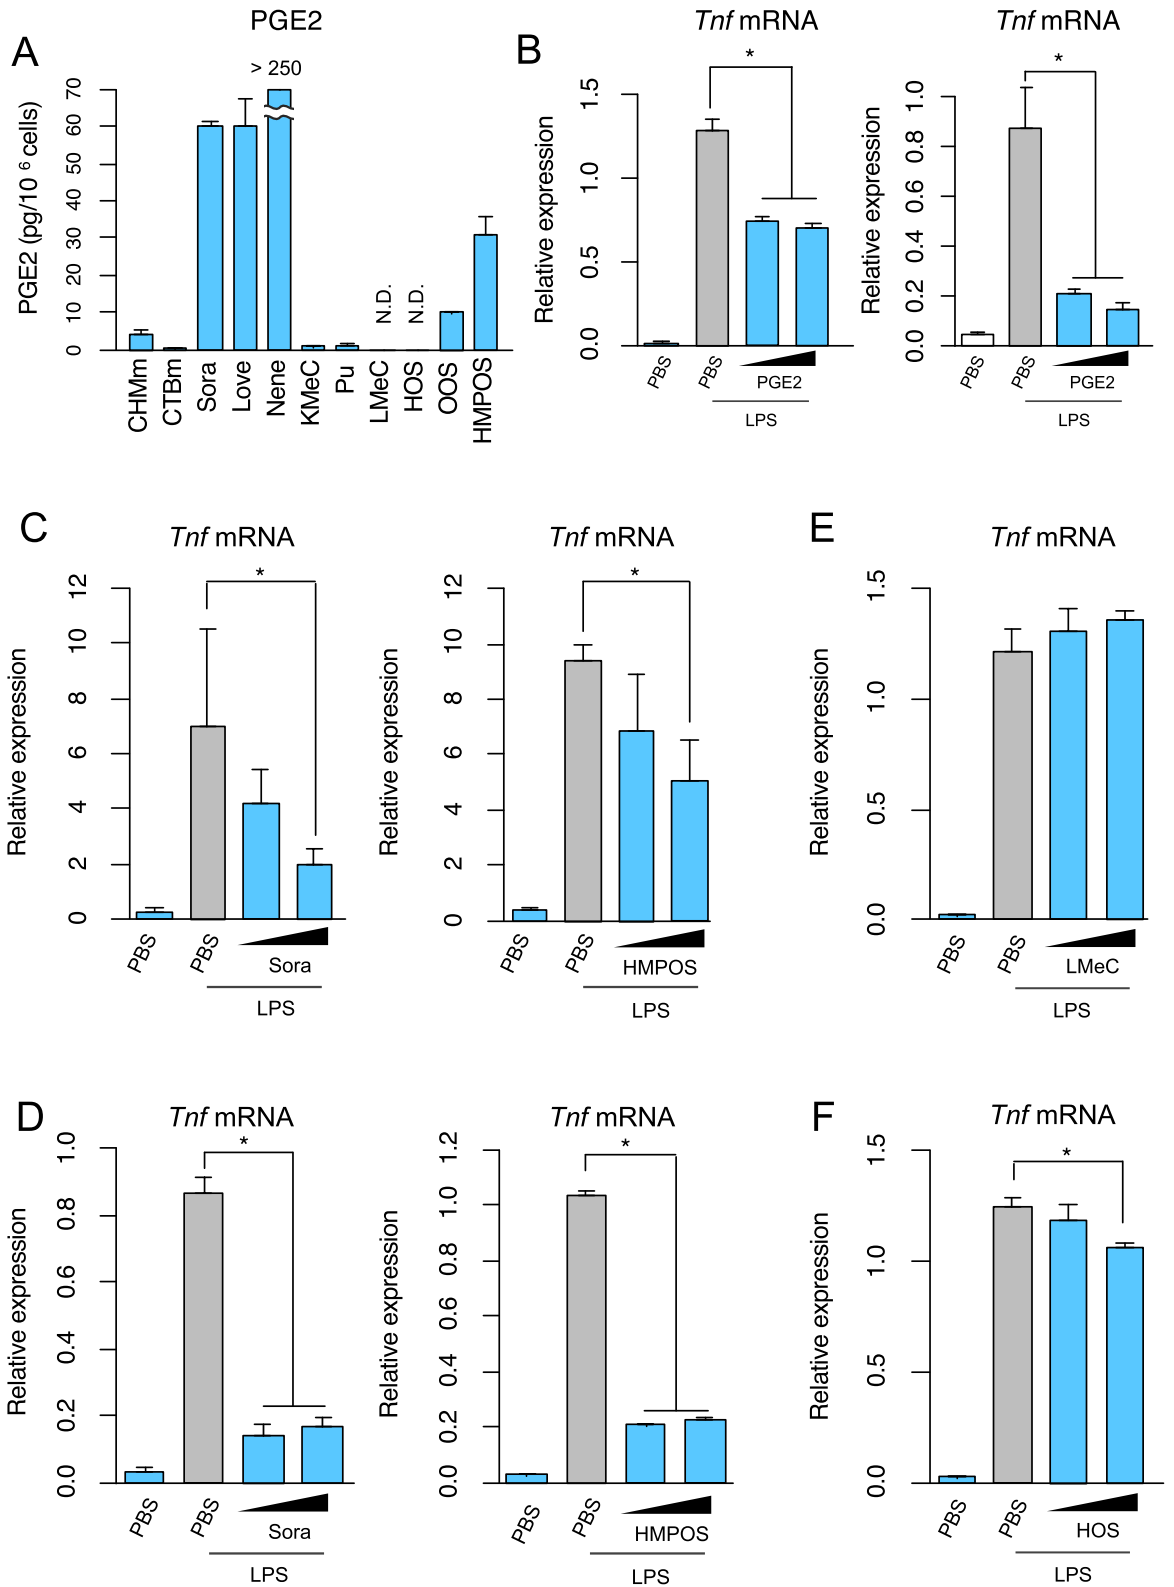 A
PGE2
PGE2 (pg/10 6 cells)
70
60
50
40
30
20
10
0
> 250
N.D.
N.D.
CHMm
CTBm
Sora
Love
Nene
KMeC
Pu
LMeC
HOS
OOS
HMPOS
B
Tnf mRNA
Relative expression
1.5
1.0
0.5
0.0
*
PBS
PBS
PGE2
LPS
Tnf mRNA
Relative expression
1.0
0.8
0.6
0.4
0.2
0.0
*
PBS
PBS
PGE2
LPS
C
Tnf mRNA
Relative expression
12
10
8
6
4
2
0
*
PBS
PBS
Sora
LPS
Tnf mRNA
Relative expression
12
10
8
6
4
2
0
*
PBS
PBS
HMPOS
LPS
E
Tnf mRNA
Relative expression
1.5
1.0
0.5
0.0
PBS
PBS
LMeC
LPS
D
Tnf mRNA
Relative expression
1.0
0.8
0.6
0.4
0.2
0.0
*
PBS
PBS
Sora
LPS
Tnf mRNA
Relative expression
1.2
1.0
0.8
0.6
0.4
0.2
0.0
*
PBS
PBS
HMPOS
LPS
F
Tnf mRNA
Relative expression
1.5
1.0
0.5
0.0
*
PBS
PBS
HOS
LPS